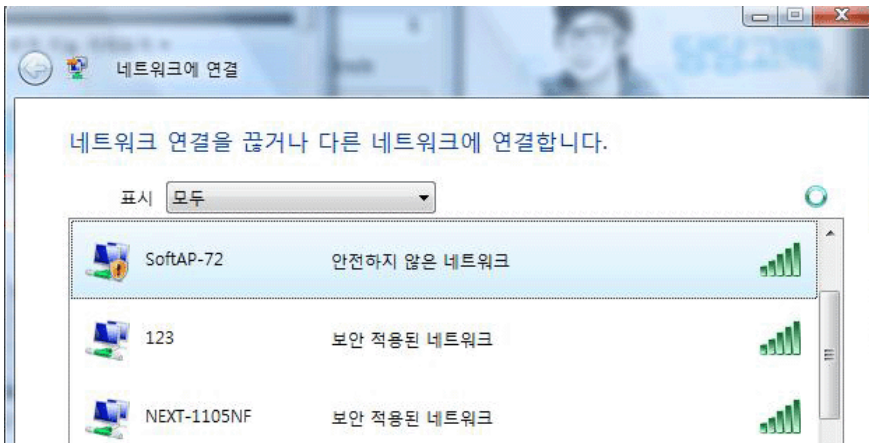 네트워크에 연결
네트워크 연결을 끊거나 다른 네트워크에 연결합니다.
표시 모두
SoftAP-72 안전하지 않은 네트워크
123 보안 적용된 네트워크
NEXT-1105NF 보안 적용된 네트워크